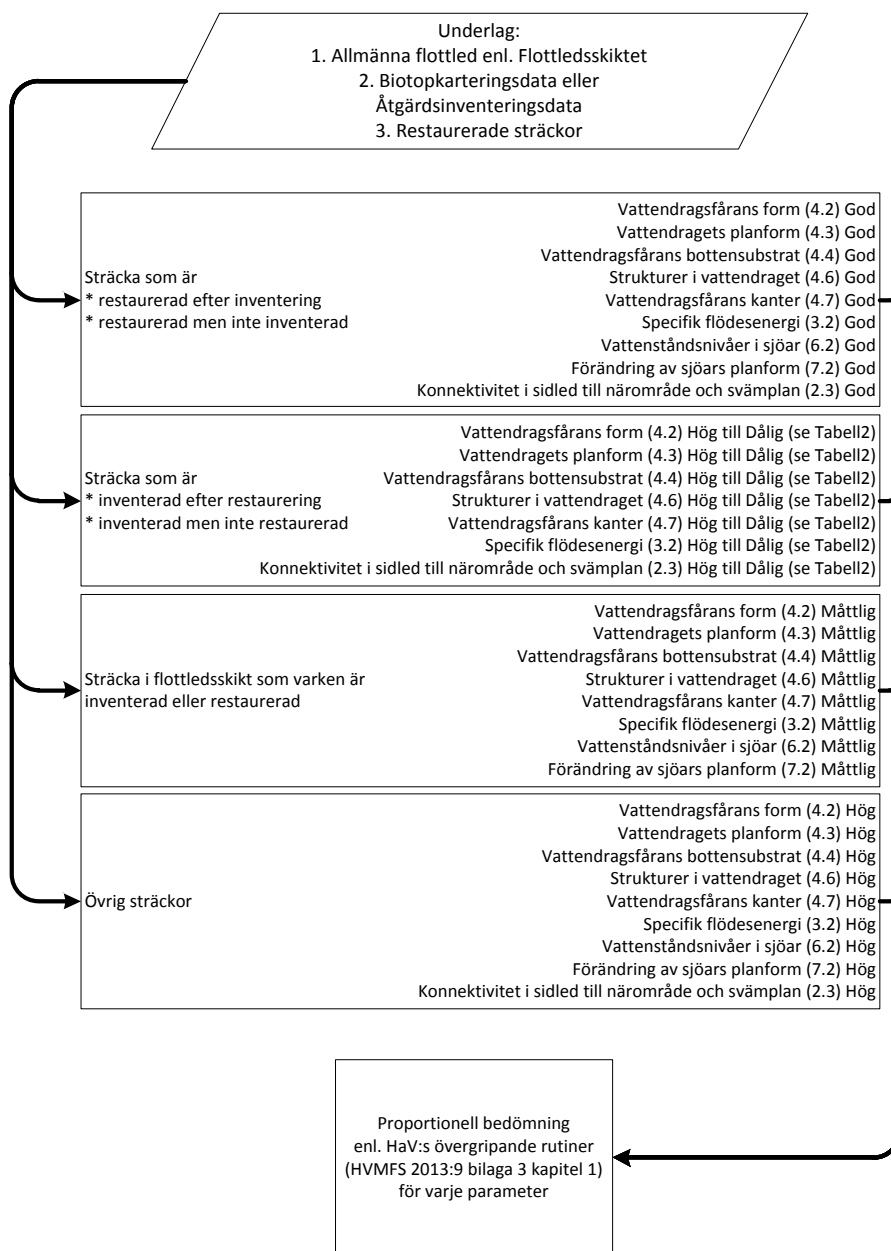 Underlag:
1. Allmänna flottled enl. Flottledsskiktet
2. Biotopkarteringsdata eller
Åtgärdsinventeringsdata
3. Restaurerade sträckor
Sträcka som är
* restaurerad efter inventering
* restaurerad men inte inventerad
Vattendragsfårans form (4.2) God
Vattendragets planform (4.3) God
Vattendragsfårans bottensubstrat (4.4) God
Strukturer i vattendraget (4.6) God
Vattendragsfårans kanter (4.7) God
Specifik flödesenergi (3.2) God
Vattenståndsnivåer i sjöar (6.2) God
Förändring av sjöars planform (7.2) God
Konnektivitet i sidled till närområde och svämplan (2.3) God
Sträcka som är
* inventerad efter restaurering
* inventerad men inte restaurerad
Vattendragsfårans form (4.2) Hög till Dålig (se Tabell2)
Vattendragets planform (4.3) Hög till Dålig (se Tabell2)
Vattendragsfårans bottensubstrat (4.4) Hög till Dålig (se Tabell2)
Strukturer i vattendraget (4.6) Hög till Dålig (se Tabell2)
Vattendragsfårans kanter (4.7) Hög till Dålig (se Tabell2)
Specifik flödesenergi (3.2) Hög till Dålig (se Tabell2)
Konnektivitet i sidled till närområde och svämplan (2.3) Hög till Dålig (se Tabell2)
Sträcka i flottledsskikt som varken är
inventerad eller restaurerad
Vattendragsfårans form (4.2) Måttlig
Vattendragets planform (4.3) Måttlig
Vattendragsfårans bottensubstrat (4.4) Måttlig
Strukturer i vattendraget (4.6) Måttlig
Vattendragsfårans kanter (4.7) Måttlig
Specifik flödesenergi (3.2) Måttlig
Vattenståndsnivåer i sjöar (6.2) Måttlig
Förändring av sjöars planform (7.2) Måttlig
Övrig sträckor
Vattendragsfårans form (4.2) Hög
Vattendragets planform (4.3) Hög
Vattendragsfårans bottensubstrat (4.4) Hög
Strukturer i vattendraget (4.6) Hög
Vattendragsfårans kanter (4.7) Hög
Specifik flödesenergi (3.2) Hög
Vattenståndsnivåer i sjöar (6.2) Hög
Förändring av sjöars planform (7.2) Hög
Konnektivitet i sidled till närområde och svämplan (2.3) Hög
Proportionell bedömning
enl. HaV:s övergripande rutiner
(HVMFS 2013:9 bilaga 3 kapitel 1)
för varje parameter